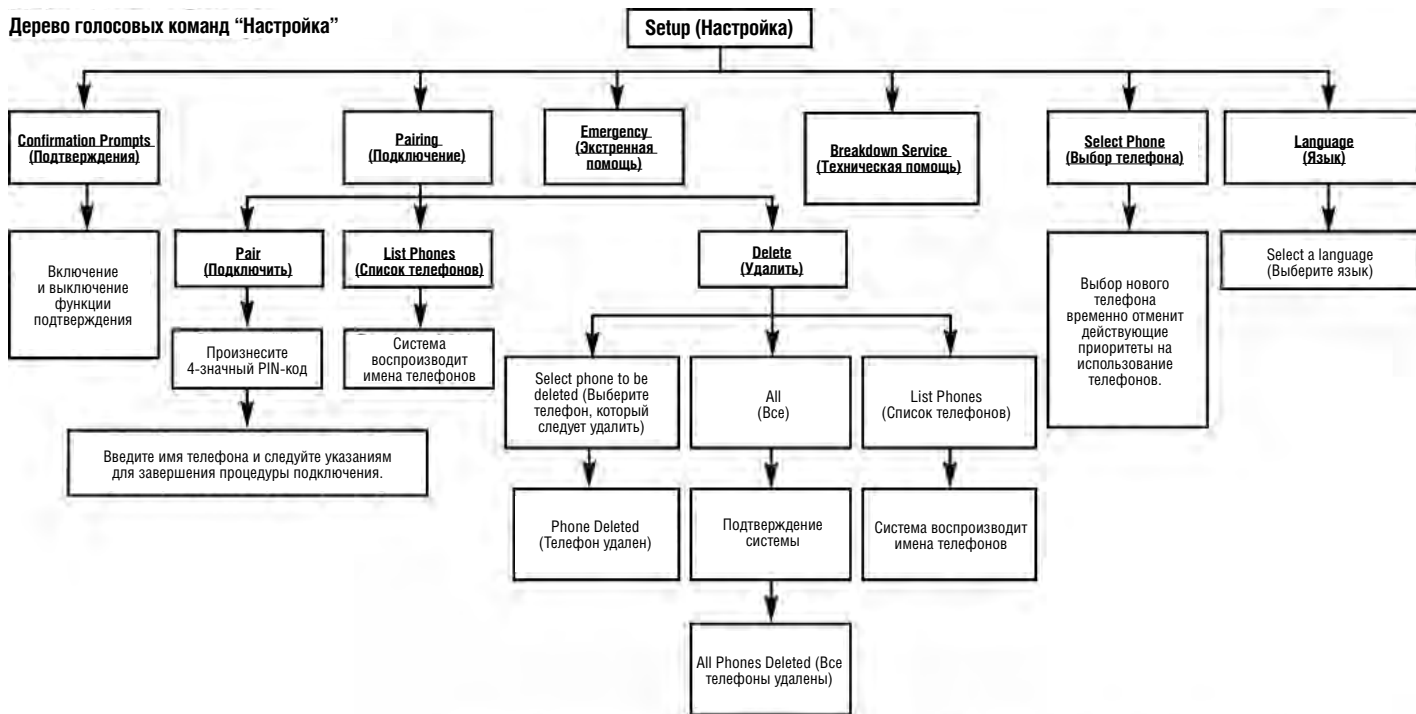 Дерево голосовых команд “Настройка”
Setup (Настройка)
Confirmation Prompts
(Подтверждения)
Pairing
(Подключение)
Emergency
(Экстренная
помощь)
Breakdown Service
(Техническая помощь)
Select Phone
(Выбор телефона)
Language
(Язык)
Включение
и выключение
функции
подтверждения
Pair
(Подключить)
List Phones
(Список телефонов)
Delete
(Удалить)
Выбор нового
телефона
временно отменит
действующие
приоритеты на
использование
телефонов.
Select a language
(Выберите язык)
Произнесите
4-значный PIN-код
Система
воспроизводит
имена телефонов
Select phone to be
deleted (Выберите
телефон, который
следует удалить)
All
(Все)
List Phones
(Список телефонов)
Введите имя телефона и следуйте указаниям
для завершения процедуры подключения.
Phone Deleted
(Телефон удален)
Подтверждение
системы
Система воспроизводит
имена телефонов
All Phones Deleted (Все
телефоны удалены)